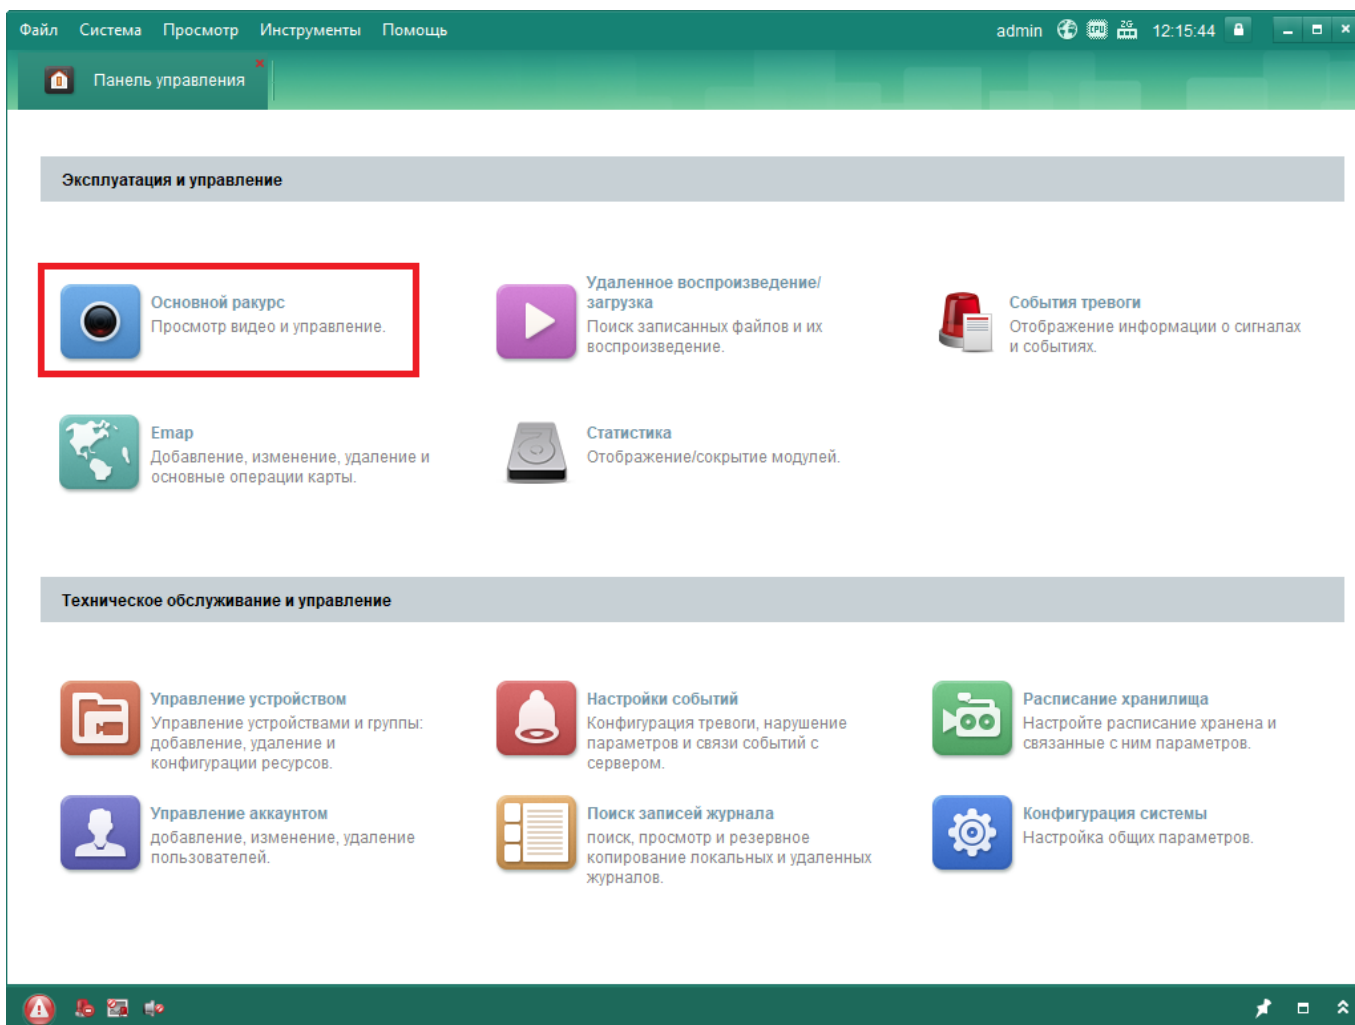 Файл Система Просмотр Инструменты Помощь
admin 2G 12:15:44
Панель управления
Эксплуатация и управление
Основной ракурс
Просмотр видео и управление.
Удаленное воспроизведение/
загрузка
Поиск записанных файлов и их
воспроизведение.
События тревоги
Отображение информации о сигналах
и событиях.
Emap
Добавление, изменение, удаление и
основные операции карты.
Статистика
Отображение/сокрытие модулей.
Техническое обслуживание и управление
Управление устройством
Управление устройствами и группы:
добавление, удаление и
конфигурации ресурсов.
Настройки событий
Конфигурация тревоги, нарушение
параметров и связи событий с
сервером.
Расписание хранилища
Настройте расписание хранена и
связанные с ним параметров.
Управление аккаунтом
добавление, изменение, удаление
пользователей.
Поиск записей журнала
поиск, просмотр и резервное
копирование локальных и удаленных
журналов.
Конфигурация системы
Настройка общих параметров.